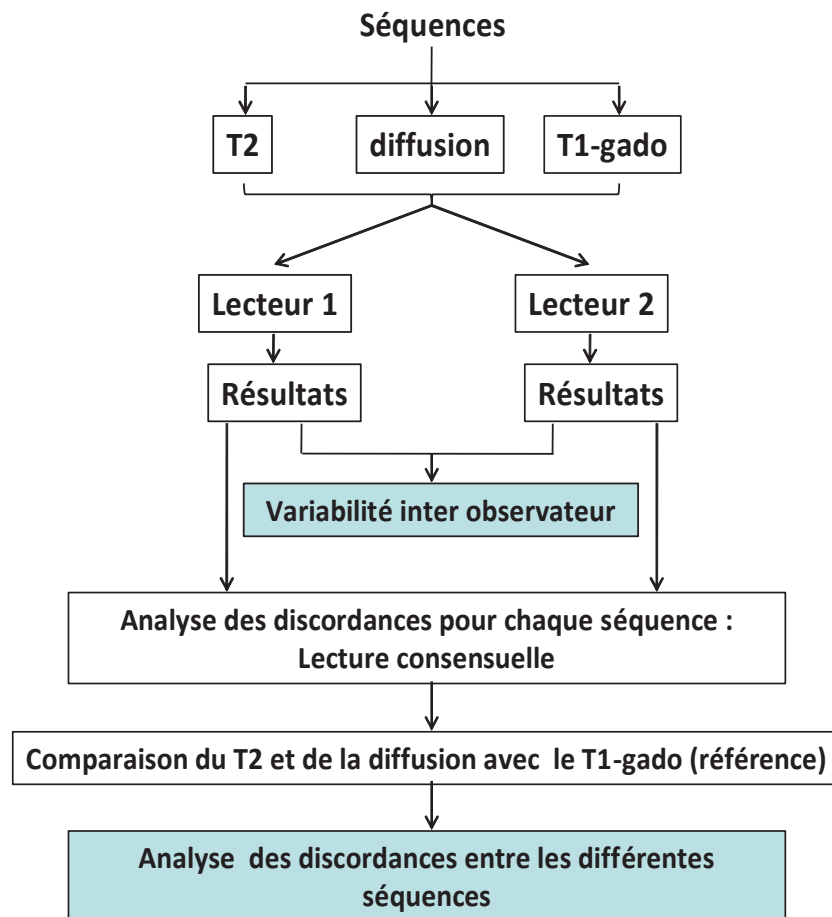 Séquences
T2
diffusion
T1-gado
Lecteur 1
Lecteur 2
Résultats
Résultats
Variabilité inter observateur
Analyse des discordances pour chaque séquence :
Lecture consensuelle
Comparaison du T2 et de la diffusion avec le T1-gado (référence)
Analyse des discordances entre les différentes
séquences